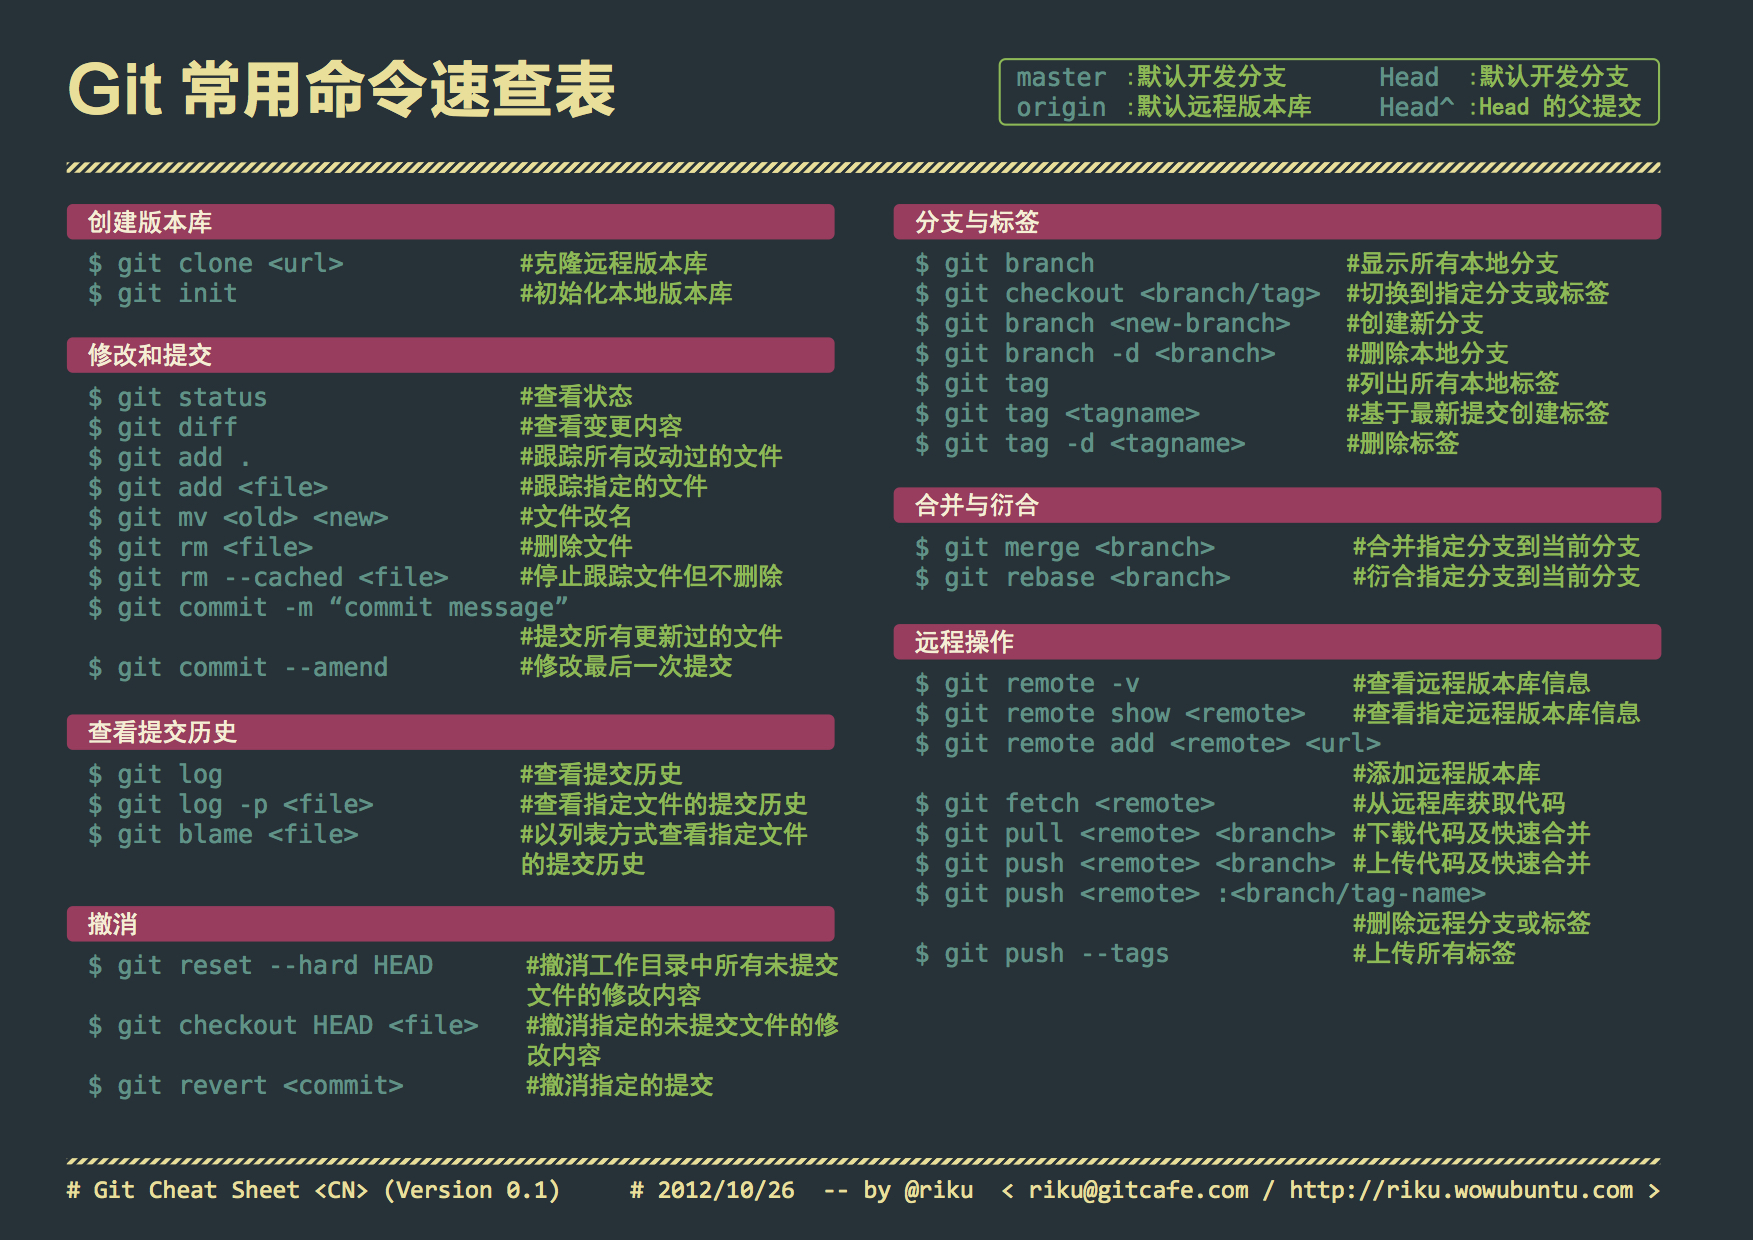 Git 常用命令速查表
master :默认开发分支 Head :默认开发分支
origin :默认远程版本库 Head^ :Head 的父提交
创建版本库
$ git clone <url> #克隆远程版本库
$ git init #初始化本地版本库
修改和提交
$ git status #查看状态
$ git diff #查看变更内容
$ git add . #跟踪所有改动过的文件
$ git add <file> #跟踪指定的文件
$ git mv <old> <new> #文件改名
$ git rm <file> #删除文件
$ git rm --cached <file> #停止跟踪文件但不删除
$ git commit -m “commit message”
#提交所有更新过的文件
$ git commit --amend #修改最后一次提交
查看提交历史
$ git log #查看提交历史
$ git log -p <file> #查看指定文件的提交历史
$ git blame <file> #以列表方式查看指定文件
的提交历史
撤消
$ git reset --hard HEAD #撤消工作目录中所有未提交
文件的修改内容
$ git checkout HEAD <file> #撤消指定的未提交文件的修
改内容
$ git revert <commit> #撤消指定的提交
分支与标签
$ git branch #显示所有本地分支
$ git checkout <branch/tag> #切换到指定分支或标签
$ git branch <new-branch> #创建新分支
$ git branch -d <branch> #删除本地分支
$ git tag #列出所有本地标签
$ git tag <tagname> #基于最新提交创建标签
$ git tag -d <tagname> #删除标签
合并与衍合
$ git merge <branch> #合并指定分支到当前分支
$ git rebase <branch> #衍合指定分支到当前分支
远程操作
$ git remote -v #查看远程版本库信息
$ git remote show <remote> #查看指定远程版本库信息
$ git remote add <remote> <url>
#添加远程版本库
$ git fetch <remote> #从远程库获取代码
$ git pull <remote> <branch> #下载代码及快速合并
$ git push <remote> <branch> #上传代码及快速合并
$ git push <remote> :<branch/tag-name>
#删除远程分支或标签
$ git push --tags #上传所有标签
# Git Cheat Sheet <CN> (Version 0.1) # 2012/10/26 -- by @riku < riku@gitcafe.com / http://riku.wowubuntu.com >